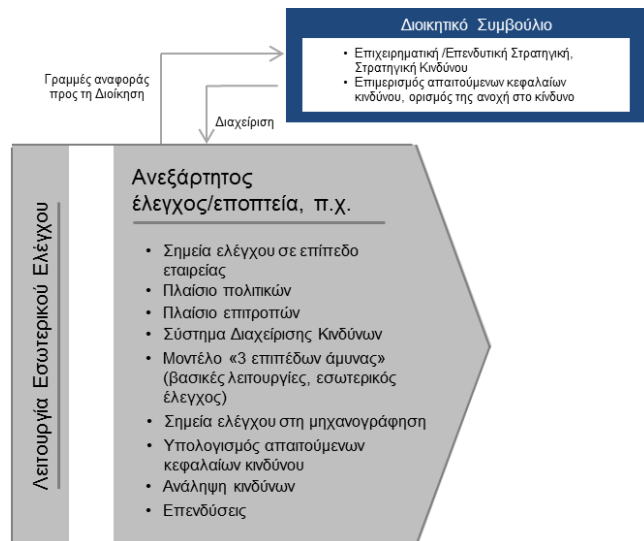 Διοικητικό Συμβούλιο
• Επιχειρηματική /Επενδυτική Στρατηγική,
Στρατηγική Κινδύνου
• Επιμερισμός απαιτούμενων κεφαλαίων
κινδύνου, ορισμός της ανοχή στο κίνδυνο
Γραμμές αναφοράς
προς τη Διοίκηση
Διαχείριση
Λειτουργία Εσωτερικού Ελέγχου
Ανεξάρτητος
έλεγχος/εποπτεία, π.χ.
• Σημεία ελέγχου σε επίπεδο
εταιρείας
• Πλαίσιο πολιτικών
• Πλαίσιο επιτροπών
• Σύστημα Διαχείρισης Κινδύνων
• Μοντέλο «3 επιπέδων άμυνας»
(βασικές λειτουργίες, εσωτερικός
έλεγχος)
• Σημεία ελέγχου στη μηχανογράφηση
• Υπολογισμός απαιτούμενων
κεφαλαίων κινδύνου
• Ανάληψη κινδύνων
• Επενδύσεις